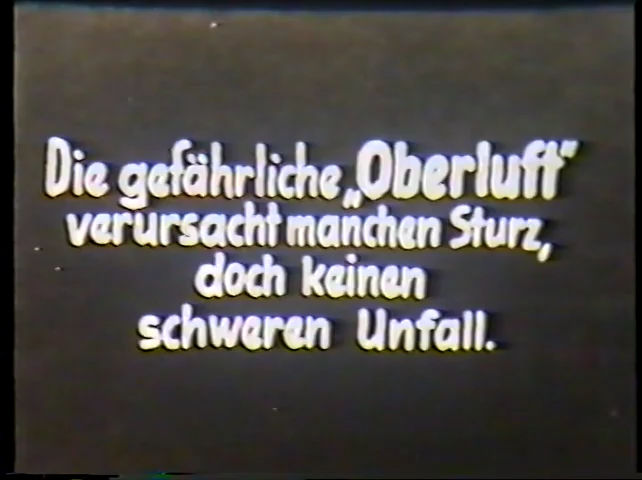 Die gefährliche „Oberluft“
verursacht manchen Sturz,
doch keinen
schweren Unfall.